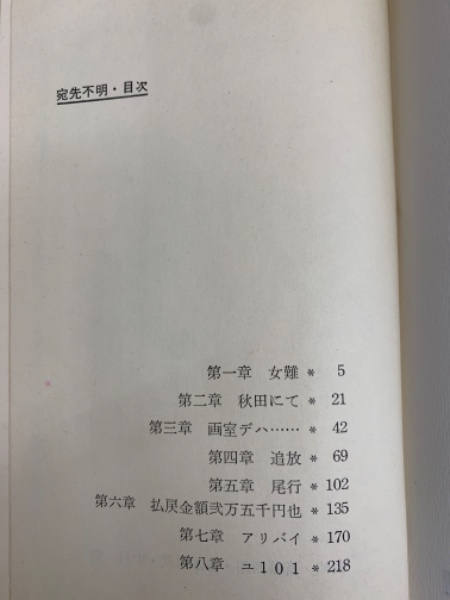 宛先不明・目次
第一章 女難 * 5
第二章 秋田にて * 21
第三章 画室デハ…… * 42
第四章 追放 * 69
第五章 尾行 * 102
第六章 払戻金額弐万五千円也 * 135
第七章 アリバイ * 170
第八章 ユ101 * 218